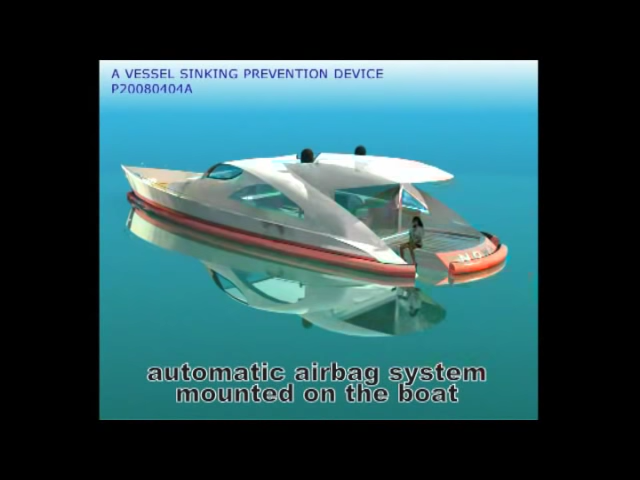 A VESSEL SINKING PREVENTION DEVICE
P20080404A
automatic airbag system
mounted on the boat